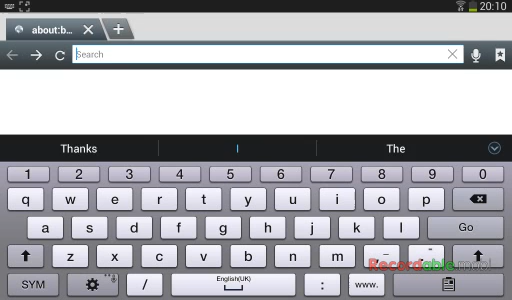 20:10
about:b...
Search
Thanks I The
1 2 3 4 5 6 7 8 9 0
q w e r t y u i o p
a s d f g h j k l Go
z x c v b n m , - . "
Recordable.mobi
SYM / English(UK) : www.